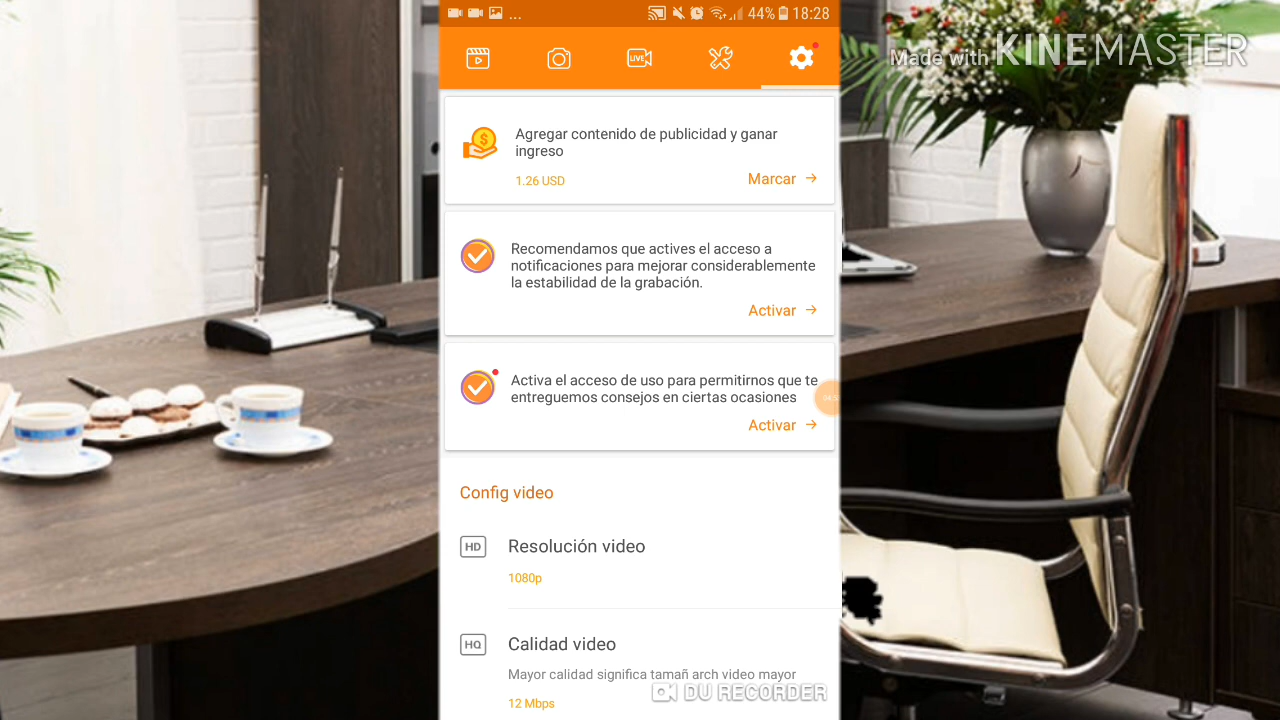 ... 44% 18:28
LIVE
Made with KINEMASTER
Agregar contenido de publicidad y ganar
ingreso
1.26 USD
Marcar
Recomendamos que actives el acceso a
notificaciones para mejorar considerablemente
la estabilidad de la grabación.
Activar
Activa el acceso de uso para permitirnos que te
entreguemos consejos en ciertas ocasiones
Activar
Config video
HD Resolución video
1080p
HQ Calidad video
Mayor calidad significa tamañ arch video mayor
DU RECORDER
12 Mbps